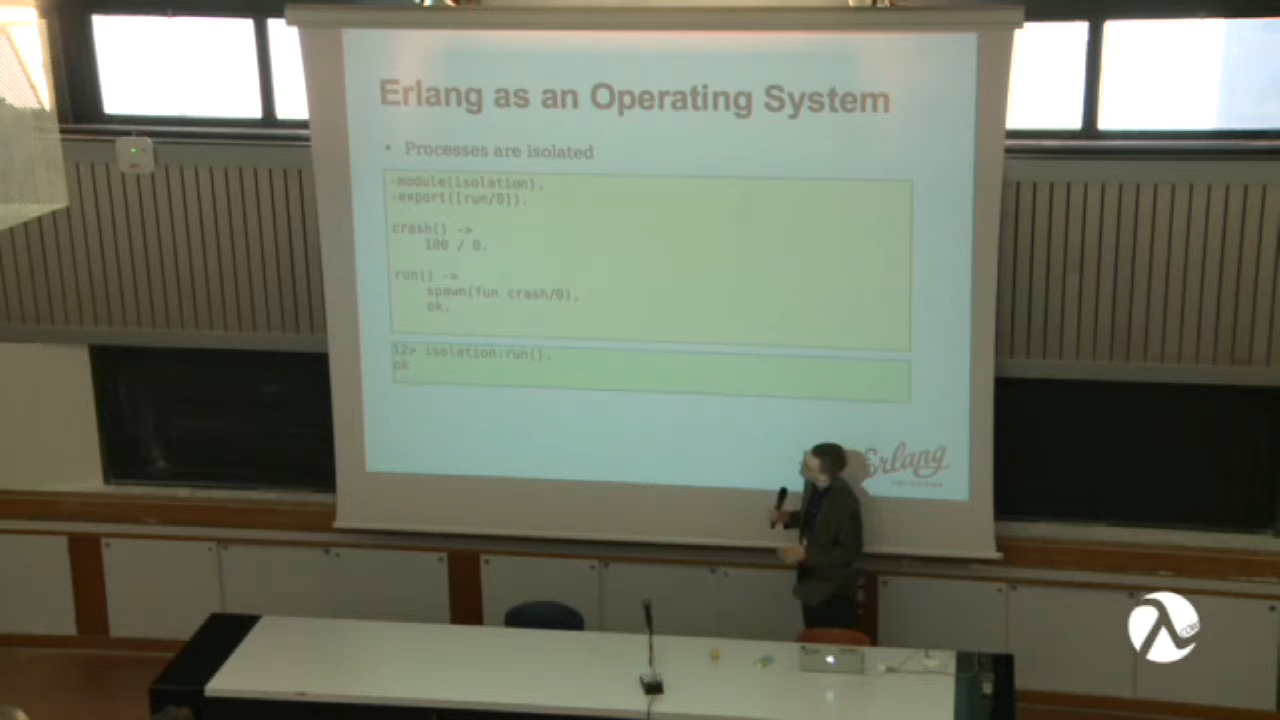 Erlang as an Operating System
• Processes are isolated
-module(isolation).
-export([run/0]).
crash() ->
100 / 0.
run() ->
spawn(fun crash/0),
ok.
12> isolation:run().
ok
Erlang
λ
COM